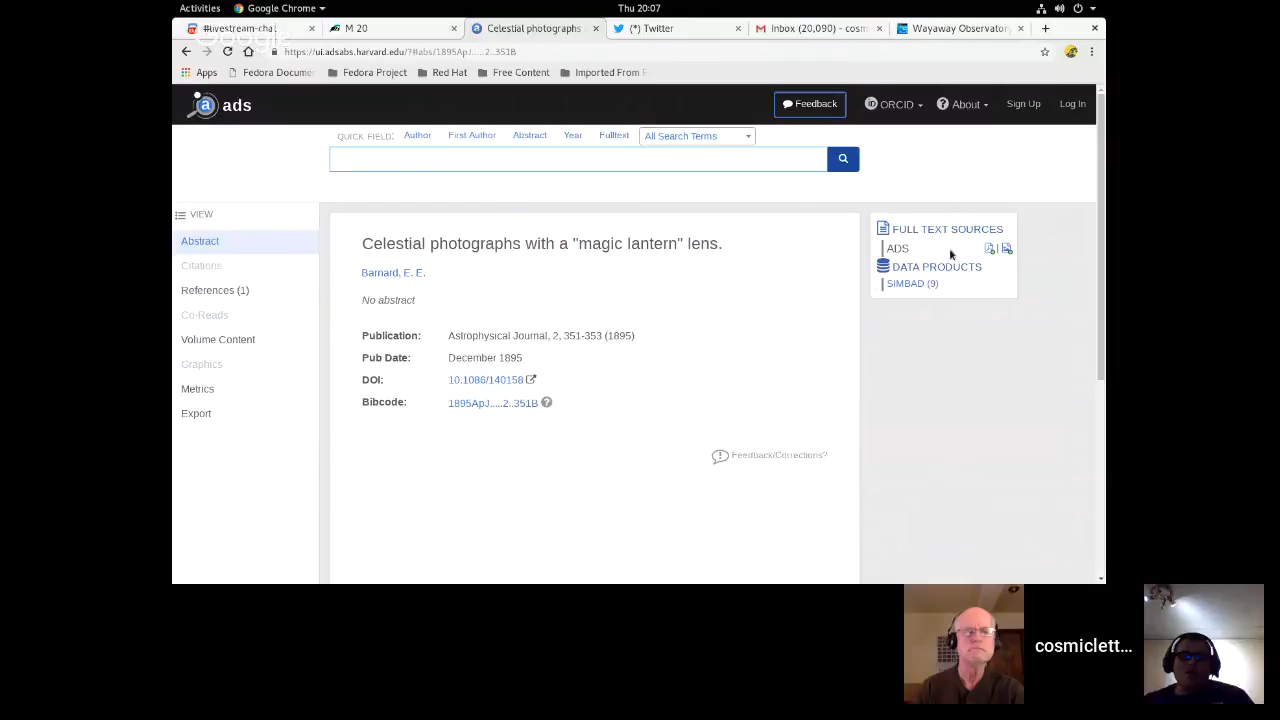 Activities Google Chrome Thu 20:07
#livestream-chat M 20 Celestial photographs (*) Twitter Inbox (20,090) - cosm Wayaway Observatory
Google
https://ui.adsabs.harvard.edu/?#abs/1895ApJ.....2..351B
Apps Fedora Docume Fedora Project Red Hat Free Content Imported From F
a ads Feedback iD ORCiD About Sign Up Log In
QUICK FIELD: Author First Author Abstract Year Fulltext All Search Terms
VIEW
Abstract
Citations
References (1)
Co-Reads
Volume Content
Graphics
Metrics
Export
Celestial photographs with a "magic lantern" lens.
Barnard, E. E.
No abstract
Publication: Astrophysical Journal, 2, 351-353 (1895)
Pub Date: December 1895
DOI: 10.1086/140158
Bibcode: 1895ApJ.....2..351B
Feedback/Corrections?
FULL TEXT SOURCES
ADS
DATA PRODUCTS
SIMBAD (9)
cosmiclett...